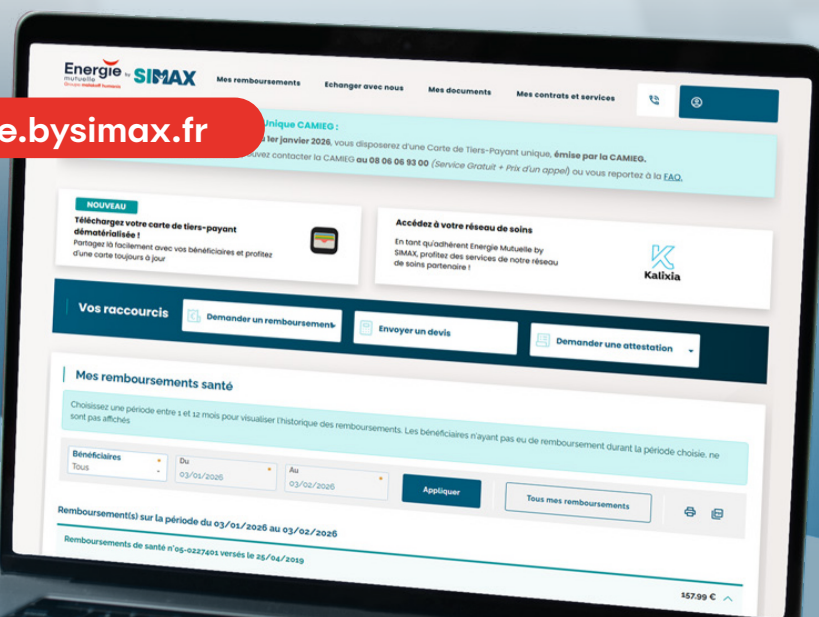 Energie by SIMAX
mutuelle
Groupe malakoff humanis
Mes remboursements
Echanger avec nous
Mes documents
Mes contrats et services
e.bysimax.fr
Unique CAMIEG :
u 1er janvier 2026, vous disposerez d'une Carte de Tiers-Payant unique, émise par la CAMIEG.
ouvez contacter la CAMIEG au 08 06 06 93 00 (Service Gratuit + Prix d'un appel) ou vous reportez à la FAQ.
NOUVEAU
Téléchargez votre carte de tiers-payant
dématérialisée !
Partagez là facilement avec vos bénéficiaires et profitez
d'une carte toujours à jour
Accédez à votre réseau de soins
En tant qu'adhérent Energie Mutuelle by
SIMAX, profitez des services de notre réseau
de soins partenaire !
Kalixia
Vos raccourcis
Demander un remboursement
Envoyer un devis
Demander une attestation
Mes remboursements santé
Choisissez une période entre 1 et 12 mois pour visualiser l'historique des remboursements. Les bénéficiaires n'ayant pas eu de remboursement durant la période choisie, ne
sont pas affichés
Bénéficiaires *
Tous
Du *
03/01/2026
Au *
03/02/2026
Appliquer
Tous mes remboursements
Remboursement(s) sur la période du 03/01/2026 au 03/02/2026
Remboursements de santé n°05-0227401 versés le 25/04/2019
157.99 €